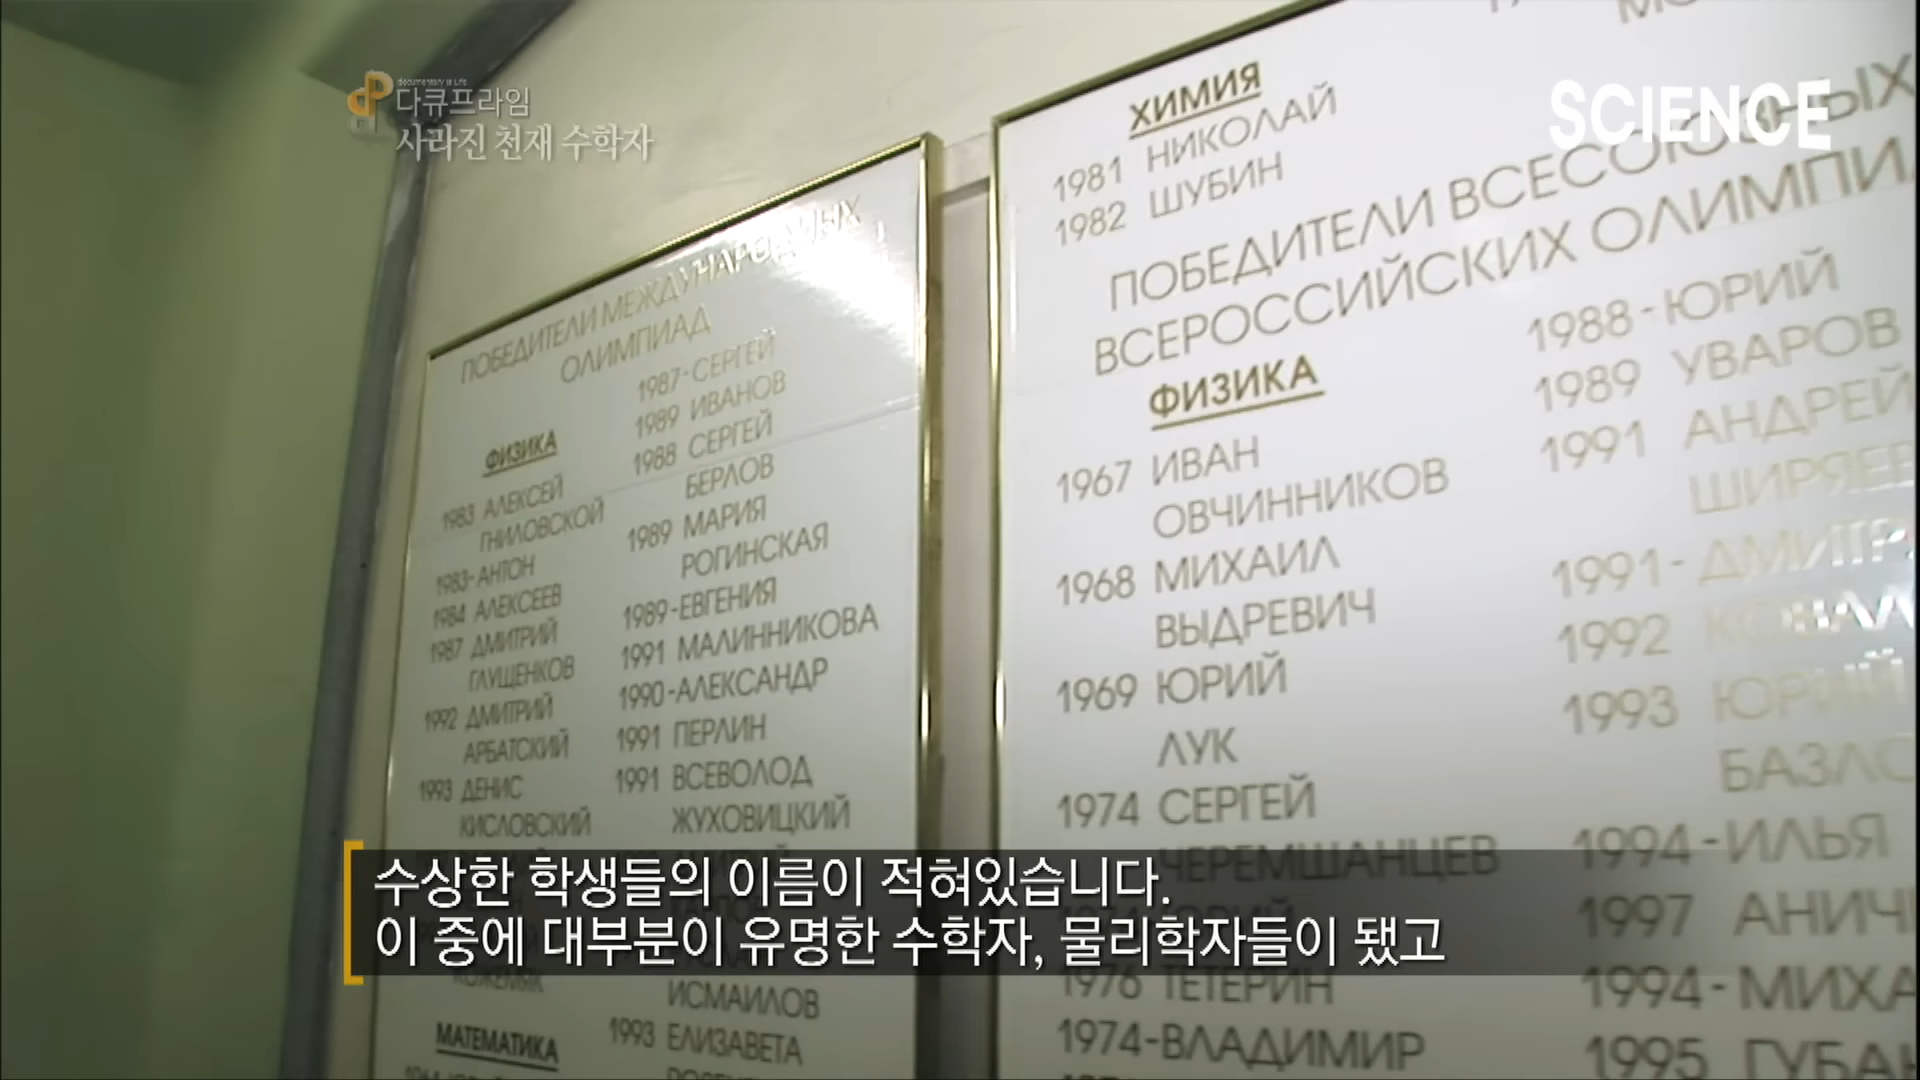 다큐프라임
사라진 천재 수학자
SCIENCE
ПОБЕДИТЕЛИ МЕЖДУНАРОДНЫХ
ОЛИМПИАД
ФИЗИКА
1983 АЛЕКСЕЙ
ГНИЛОВСКОЙ
1983-АНТОН
1984 АЛЕКСЕЕВ
1987 ДМИТРИЙ
ГЛУЩЕНКОВ
1992 ДМИТРИЙ
АРБАТСКИЙ
1993 ДЕНИС
КИСЛОВСКИЙ
МАТЕМАТИКА
1987-СЕРГЕЙ
1989 ИВАНОВ
1988 СЕРГЕЙ
БЕРЛОВ
1989 МАРИЯ
РОГИНСКАЯ
1989-ЕВГЕНИЯ
1991 МАЛИННИКОВА
1990-АЛЕКСАНДР
1991 ПЕРЛИН
1991 ВСЕВОЛОД
ЖУХОВИЦКИЙ
ИСМАИЛОВ
1993 ЕЛИЗАВЕТА
ХИМИЯ
1981 НИКОЛАЙ
1982 ШУБИН
ПОБЕДИТЕЛИ ВСЕСОЮЗНЫХ
ВСЕРОССИЙСКИХ
ФИЗИКА
1967 ИВАН
ОВЧИННИКОВ
1968 МИХАИЛ
ВЫДРЕВИЧ
1969 ЮРИЙ
ЛУК
1974 СЕРГЕЙ
ЧЕРЕМШАНЦЕВ
1976 ТЕТЕРИН
1974-ВЛАДИМИР
1988-ЮРИЙ
1989 УВАРОВ
1991 АНДРЕЙ
1991-
1992
1993 ЮРИЙ
1994-ИЛЬЯ
1997
1994-
1995
수상한 학생들의 이름이 적혀있습니다.
이 중에 대부분이 유명한 수학자, 물리학자들이 됐고